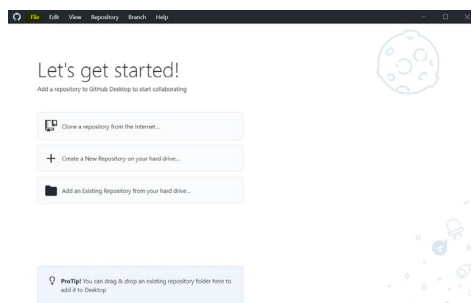 File Edit View Repository Branch Help
Let's get started!
Add a repository to GitHub Desktop to start collaborating
Clone a repository from the Internet...
Create a New Repository on your hard drive...
Add an Existing Repository from your hard drive...
ProTip! You can drag & drop an existing repository folder here to
add it to Desktop